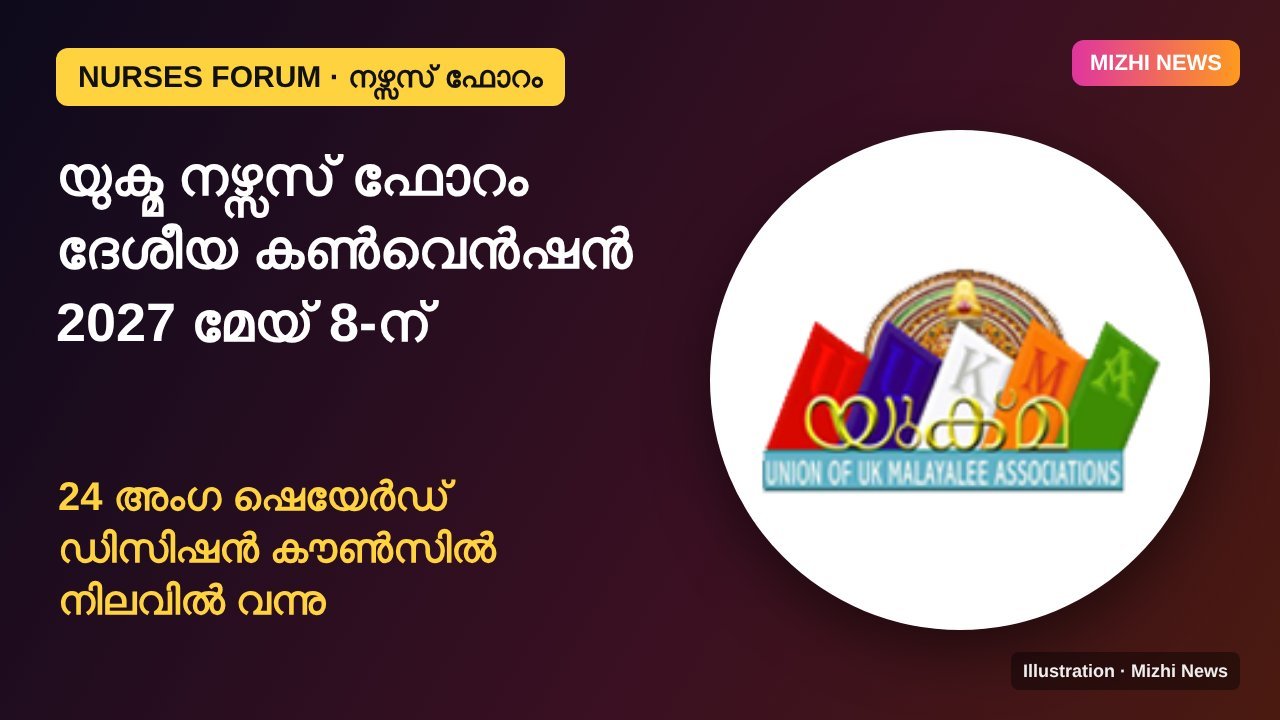 NURSES FORUM · നഴ്സസ് ഫോറം
MIZHI NEWS
യുക്മ നഴ്സസ് ഫോറം
ദേശീയ കൺവെൻഷൻ
2027 മേയ് 8-ന്
24 അംഗ ഷെയേർഡ്
ഡിസിഷൻ കൗൺസിൽ
നിലവിൽ വന്നു
UUKMA
യുക്മ
UNION OF UK MALAYALEE ASSOCIATIONS
Illustration · Mizhi News